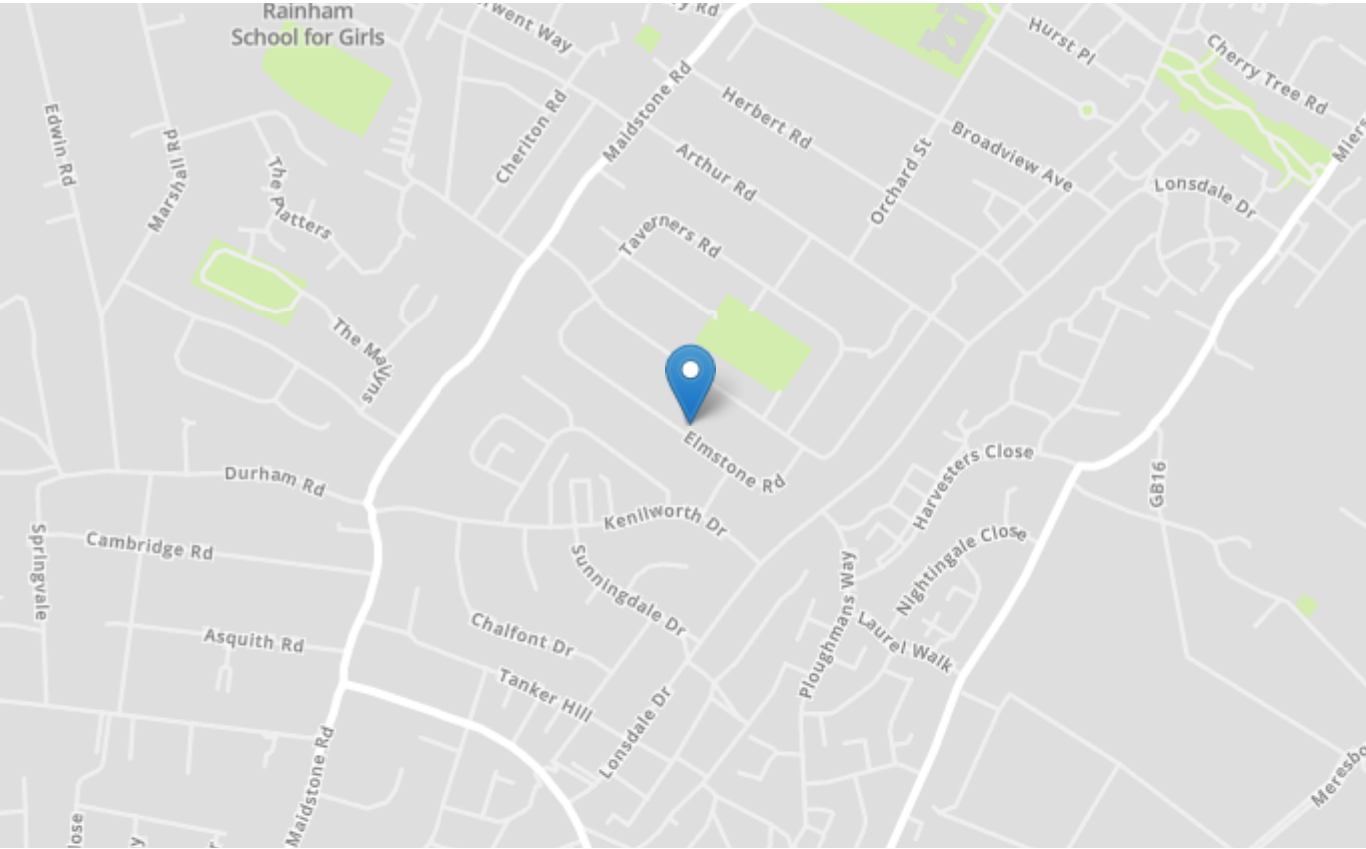 Rainham
School for Girls
Maidstone Rd
Hurst Pl
Cherry Tree Rd
Edwin Rd
Marshall Rd
Cherlton Rd
Herbert Rd
Arthur Rd
Broadview Ave
Orchard St
Lonsdale Dr
The Platters
Taverners Rd
The Maylyns
Elmstone Rd
Durham Rd
Harvesters Close
GB16
Kenilworth Dr
Cambridge Rd
Springvale
Nightingale Close
Sunningdale Dr
Ploughmans Way
Laurel Walk
Asquith Rd
Chalfont Dr
Tanker Hill
Lonsdale Dr
Maidstone Rd